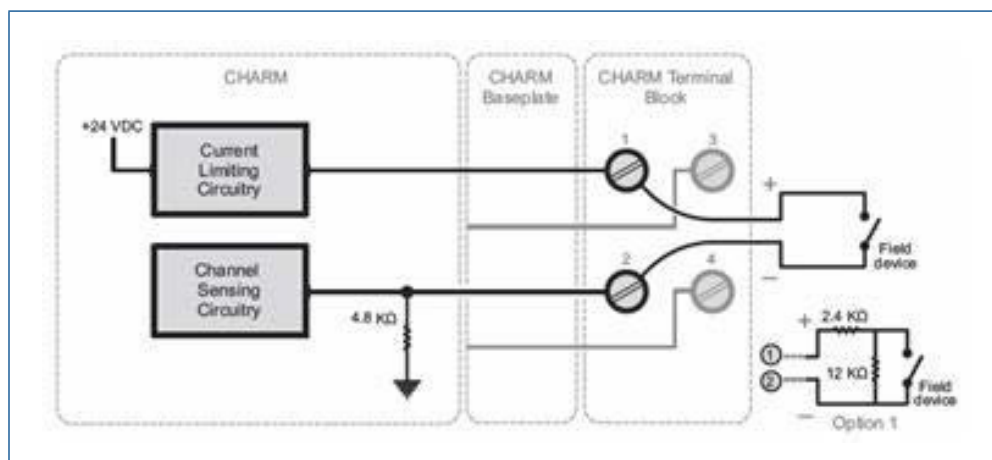 CHARM
CHARM
Baseplate
CHARM Terminal
Block
+24 VDC
Current
Limiting
Circuitry
1
3
+
Field
device
−
Channel
Sensing
Circuitry
4.8 KΩ
2
4
+
2.4 KΩ
1
2
12 KΩ
Field
device
−
Option 1